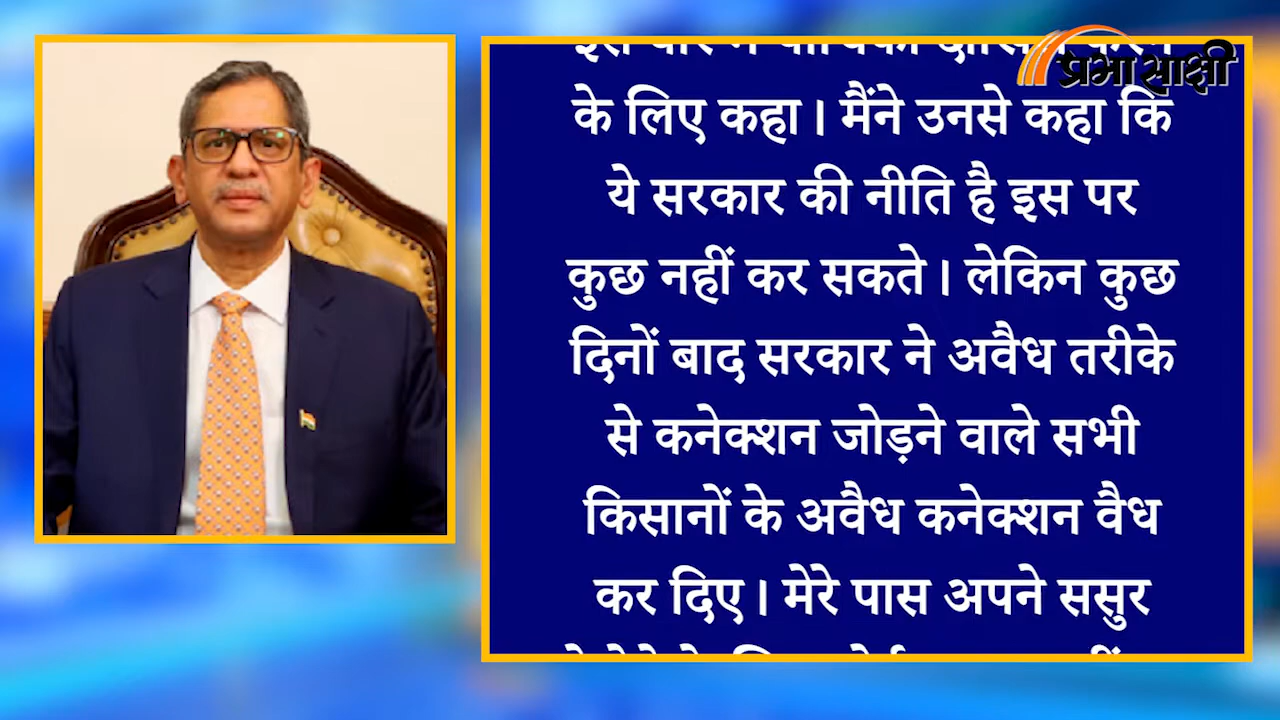 प्रभा साक्षी
के लिए कहा। मैंने उनसे कहा कि
ये सरकार की नीति है इस पर
कुछ नहीं कर सकते। लेकिन कुछ
दिनों बाद सरकार ने अवैध तरीके
से कनेक्शन जोड़ने वाले सभी
किसानों के अवैध कनेक्शन वैध
कर दिए। मेरे पास अपने ससुर